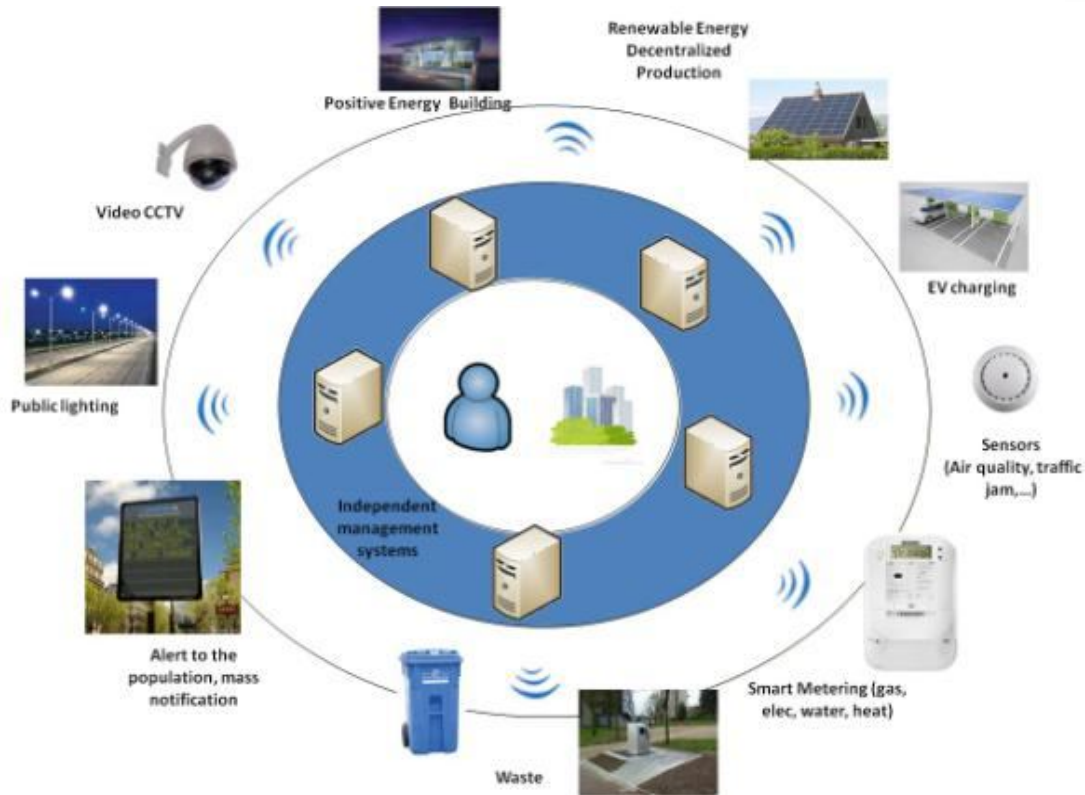 Renewable Energy
Decentralized
Production
Positive Energy  Building
Video CCTV
EV charging
Public lighting
Sensors
(Air quality, traffic
jam,...)
Independent
management
systems
Alert to the
population, mass
notification
Smart Metering (gas,
elec, water, heat)
Waste